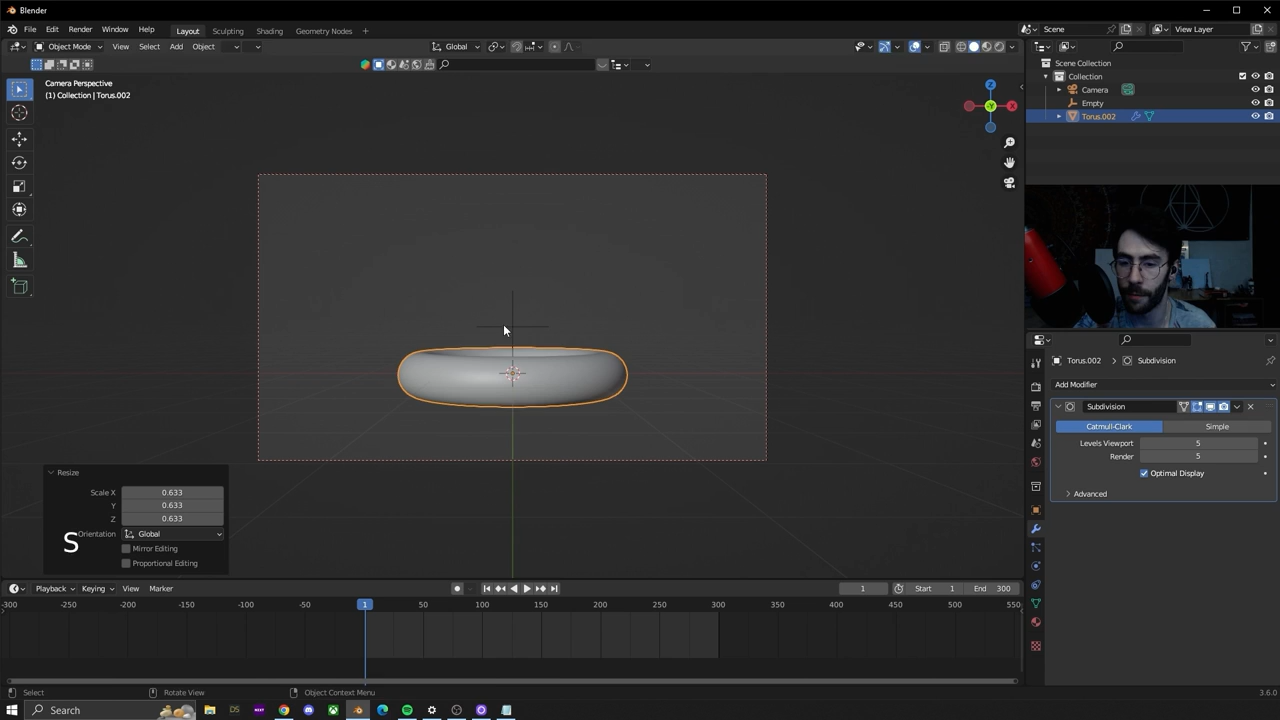 Blender
File Edit Render Window Help
Layout Sculpting Shading Geometry Nodes +
Scene
View Layer
Object Mode View Select Add Object
Global
Camera Perspective
(1) Collection | Torus.002
Z
Y
X
Scene Collection
Collection
Camera
Empty
Torus.002
Torus.002 > Subdivision
Add Modifier
Subdivision
Catmull-Clark Simple
Levels Viewport 5
Render 5
Optimal Display
Advanced
Resize
Scale X 0.633
Y 0.633
Z 0.633
Orientation Global
Mirror Editing
Proportional Editing
S
Playback Keying View Marker
1 Start 1 End 300
-300 -250 -200 -150 -100 -50 1 50 100 150 200 250 300 350 400 450 500 550
Select Rotate View Object Context Menu
3.6.0
Search
DS
NEXT